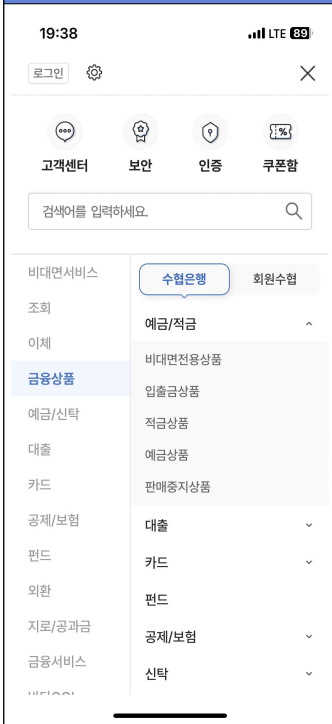 19:38 LTE 89
로그인
고객센터 보안 인증 쿠폰함
검색어를 입력하세요.
비대면서비스
조회
이체
금융상품
예금/신탁
대출
카드
공제/보험
펀드
외환
지로/공과금
금융서비스
수협은행 회원수협
예금/적금
비대면전용상품
입출금상품
적금상품
예금상품
판매중지상품
대출
카드
펀드
공제/보험
신탁